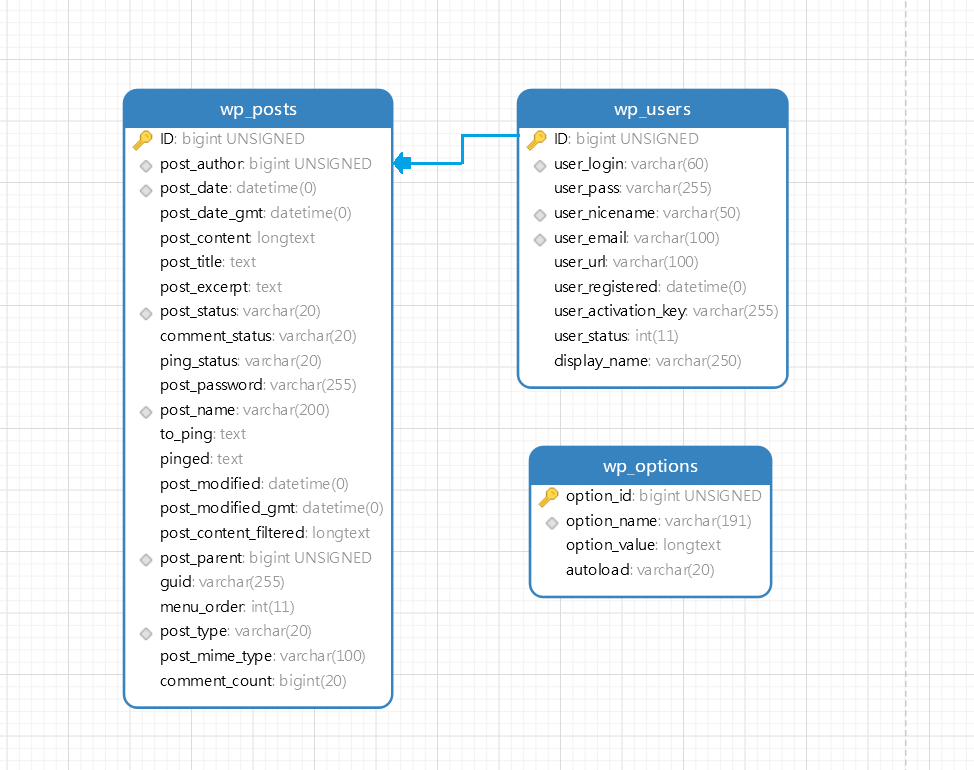 wp_posts
ID: bigint UNSIGNED
post_author: bigint UNSIGNED
post_date: datetime(0)
post_date_gmt: datetime(0)
post_content: longtext
post_title: text
post_excerpt: text
post_status: varchar(20)
comment_status: varchar(20)
ping_status: varchar(20)
post_password: varchar(255)
post_name: varchar(200)
to_ping: text
pinged: text
post_modified: datetime(0)
post_modified_gmt: datetime(0)
post_content_filtered: longtext
post_parent: bigint UNSIGNED
guid: varchar(255)
menu_order: int(11)
post_type: varchar(20)
post_mime_type: varchar(100)
comment_count: bigint(20)
wp_users
ID: bigint UNSIGNED
user_login: varchar(60)
user_pass: varchar(255)
user_nicename: varchar(50)
user_email: varchar(100)
user_url: varchar(100)
user_registered: datetime(0)
user_activation_key: varchar(255)
user_status: int(11)
display_name: varchar(250)
wp_options
option_id: bigint UNSIGNED
option_name: varchar(191)
option_value: longtext
autoload: varchar(20)